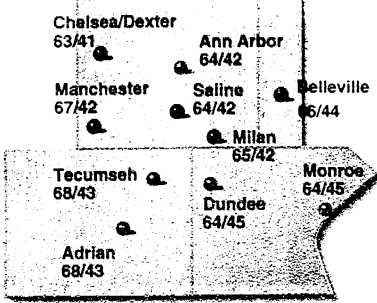 Chelsea/Dexter
63/41
Ann Arbor
64/42
Manchester
67/42
Saline
64/42
Belleville
66/44
Milan
65/42
Tecumseh
68/43
Dundee
64/45
Monroe
64/45
Adrian
68/43